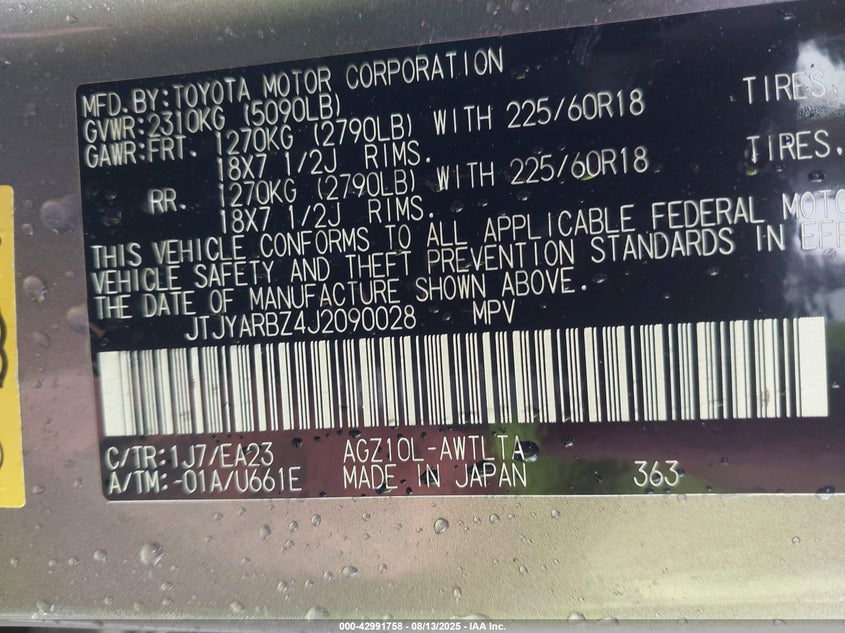 MFD.BY:TOYOTA MOTOR CORPORATION
GVWR:2310KG (5090LB)
GAWR:FRT. 1270KG (2790LB) WITH 225/60R18 TIRES,
18X7 1/2J RIMS.
RR. 1270KG (2790LB) WITH 225/60R18 TIRES,
18X7 1/2J RIMS.
THIS VEHICLE CONFORMS TO ALL APPLICABLE FEDERAL MOTO
VEHICLE SAFETY AND THEFT PREVENTION STANDARDS IN EFF
THE DATE OF MANUFACTURE SHOWN ABOVE.
JTJYARBZ4J2090028 MPV
C/TR:1J7/EA23 AGZ10L-AWTLTA
A/TM:-01A/U661E MADE IN JAPAN 363
000-42991758 - 08/13/2025 - IAA Inc.